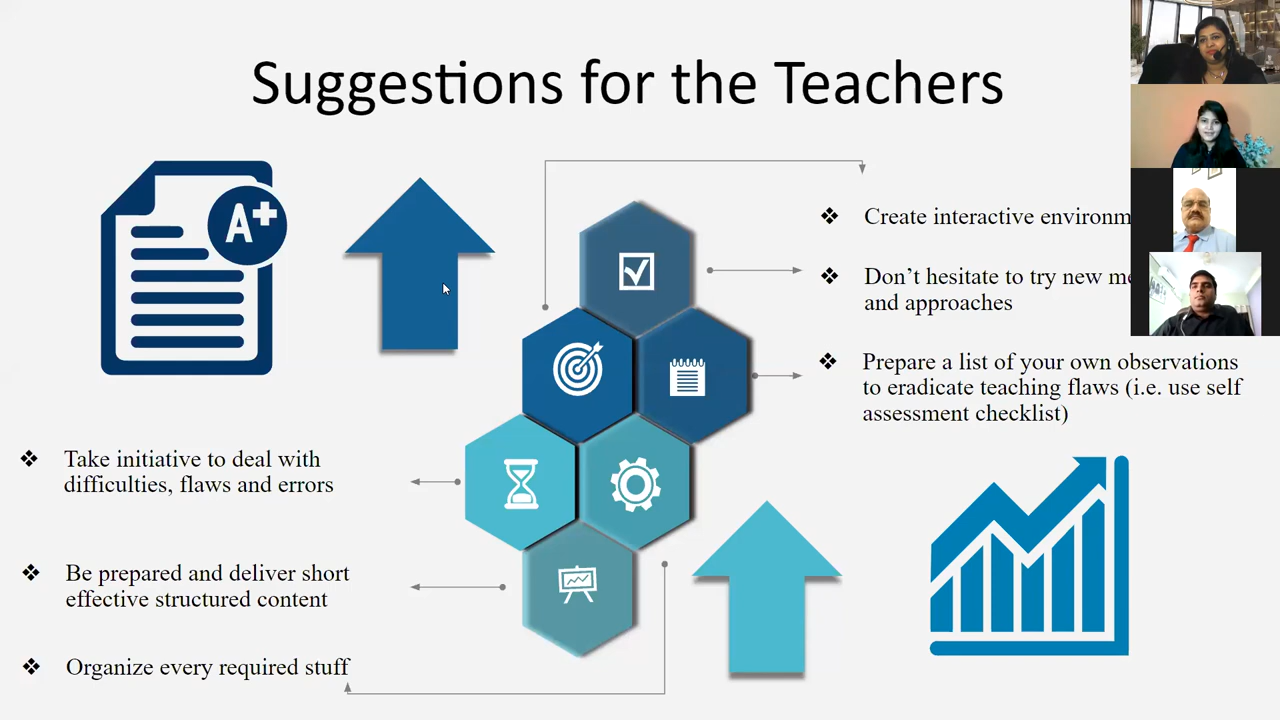 Suggestions for the Teachers
A+
❖ Create interactive
❖ Don’t hesitate to try new
and approaches
❖ Prepare a list of your own observations
to eradicate teaching flaws (i.e. use self
assessment checklist)
❖ Take initiative to deal with
difficulties, flaws and errors
❖ Be prepared and deliver short
effective structured content
❖ Organize every required stuff